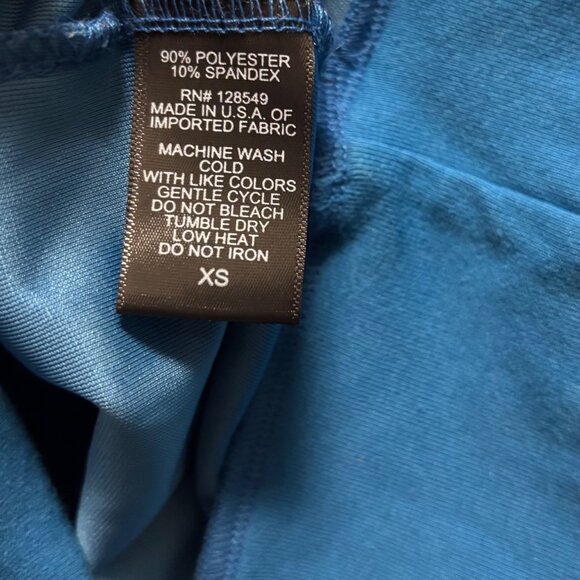 90% POLYESTER
10% SPANDEX
RN# 128549
MADE IN U.S.A. OF
IMPORTED FABRIC
MACHINE WASH
COLD
WITH LIKE COLORS
GENTLE CYCLE
DO NOT BLEACH
TUMBLE DRY
LOW HEAT
DO NOT IRON
XS